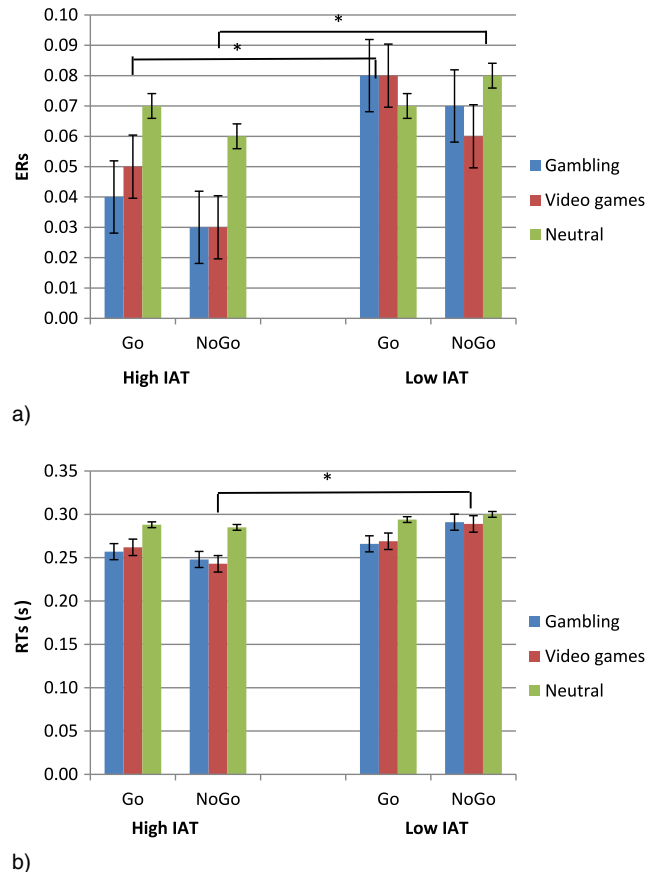 0.10
0.09
0.08
0.07
0.06
0.05
0.04
0.03
0.02
0.01
0.00
ERs
*
*
Go NoGo Go NoGo
High IAT Low IAT
Gambling
Video games
Neutral
a)
0.35
0.30
0.25
0.20
0.15
0.10
0.05
0.00
RTs (s)
*
Go NoGo Go NoGo
High IAT Low IAT
Gambling
Video games
Neutral
b)